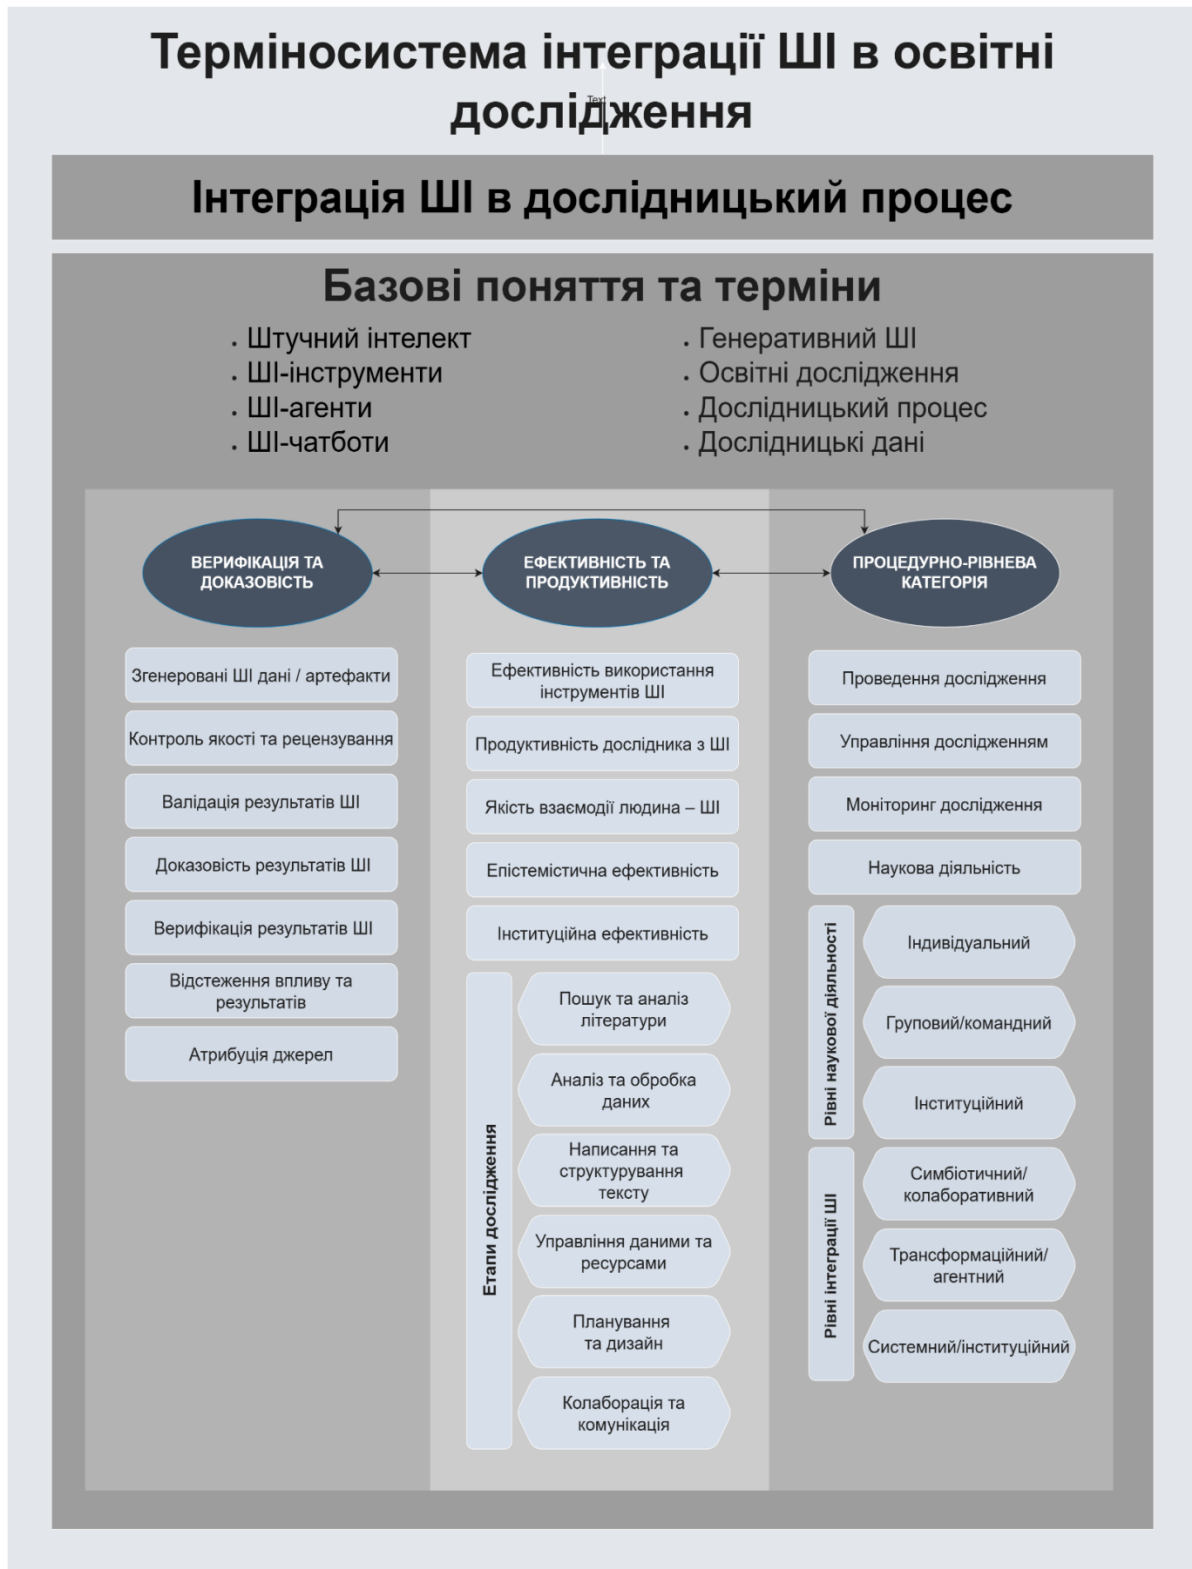 Терміносистема інтеграції ШІ в освітні
дослідження
Text
Інтеграція ШІ в дослідницький процес
Базові поняття та терміни
• Штучний інтелект
• ШІ-інструменти
• ШІ-агенти
• ШІ-чатботи
• Генеративний ШІ
• Освітні дослідження
• Дослідницький процес
• Дослідницькі дані
ВЕРИФІКАЦІЯ ТА
ДОКАЗОВІСТЬ
Згенеровані ШІ дані / артефакти
Контроль якості та рецензування
Валідація результатів ШІ
Доказовість результатів ШІ
Верифікація результатів ШІ
Відстеження впливу та
результатів
Атрибуція джерел
ЕФЕКТИВНІСТЬ ТА
ПРОДУКТИВНІСТЬ
Ефективність використання
інструментів ШІ
Продуктивність дослідника з ШІ
Якість взаємодії людина – ШІ
Епістемістична ефективність
Інституційна ефективність
Етапи дослідження
Пошук та аналіз
літератури
Аналіз та обробка
даних
Написання та
структурування
тексту
Управління даними та
ресурсами
Планування
та дизайн
Колаборація та
комунікація
ПРОЦЕДУРНО-РІВНЕВА
КАТЕГОРІЯ
Проведення дослідження
Управління дослідженням
Моніторинг дослідження
Наукова діяльність
Рівні наукової діяльності
Індивідуальний
Груповий/командний
Інституційний
Рівні інтеграції ШІ
Симбіотичний/
колаборативний
Трансформаційний/
агентний
Системний/інституційний